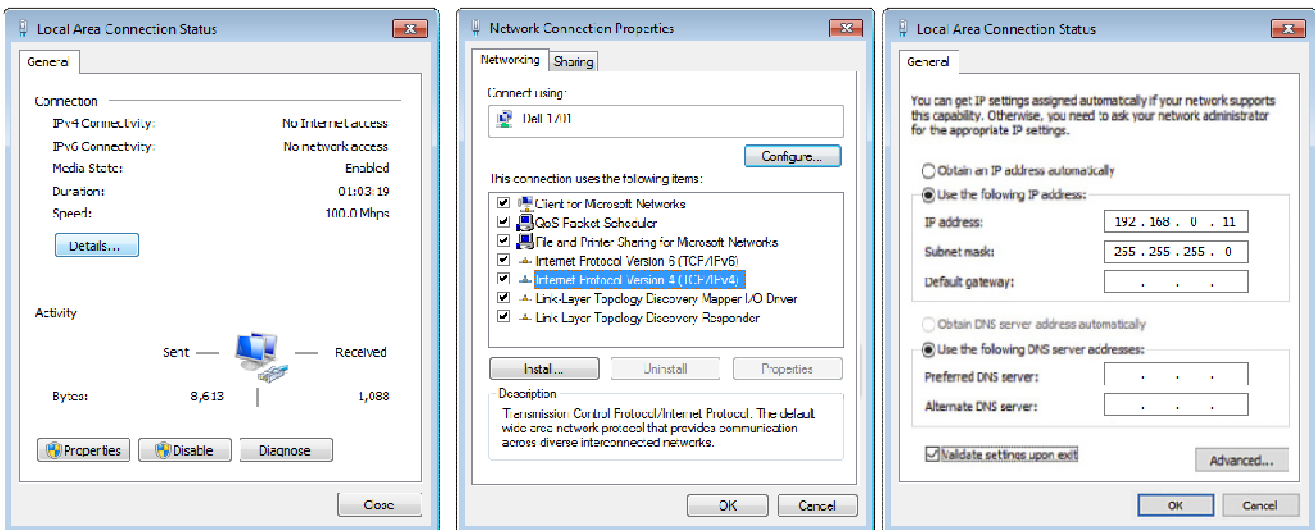 Local Area Connection Status
General
Connection
IPv4 Connectivity: No Internet access
IPv6 Connectivity: No network access
Media State: Enabled
Duration: 01:03:19
Speed: 100.0 Mbps
Details...
Activity
Sent Received
Bytes: 8,613 1,088
Properties Disable Diagnose
Close
Network Connection Properties
Networking Sharing
Connect using:
Dell 1701
Configure...
This connection uses the following items:
Client for Microsoft Networks
QoS Packet Scheduler
File and Printer Sharing for Microsoft Networks
Internet Protocol Version 6 (TCP/IPv6)
Internet Protocol Version 4 (TCP/IPv4)
Link-Layer Topology Discovery Mapper I/O Driver
Link-Layer Topology Discovery Responder
Install... Uninstall Properties
Description
Transmission Control Protocol/Internet Protocol. The default
wide area network protocol that provides communication
across diverse interconnected networks.
OK Cancel
Local Area Connection Status
General
You can get IP settings assigned automatically if your network supports
this capability. Otherwise, you need to ask your network administrator
for the appropriate IP settings.
Obtain an IP address automatically
Use the following IP address:
IP address: 192 . 168 . 0 . 11
Subnet mask: 255 . 255 . 255 . 0
Default gateway: . . .
Obtain DNS server address automatically
Use the following DNS server addresses:
Preferred DNS server: . . .
Alternate DNS server: . . .
Validate settings upon exit
Advanced...
OK Cancel